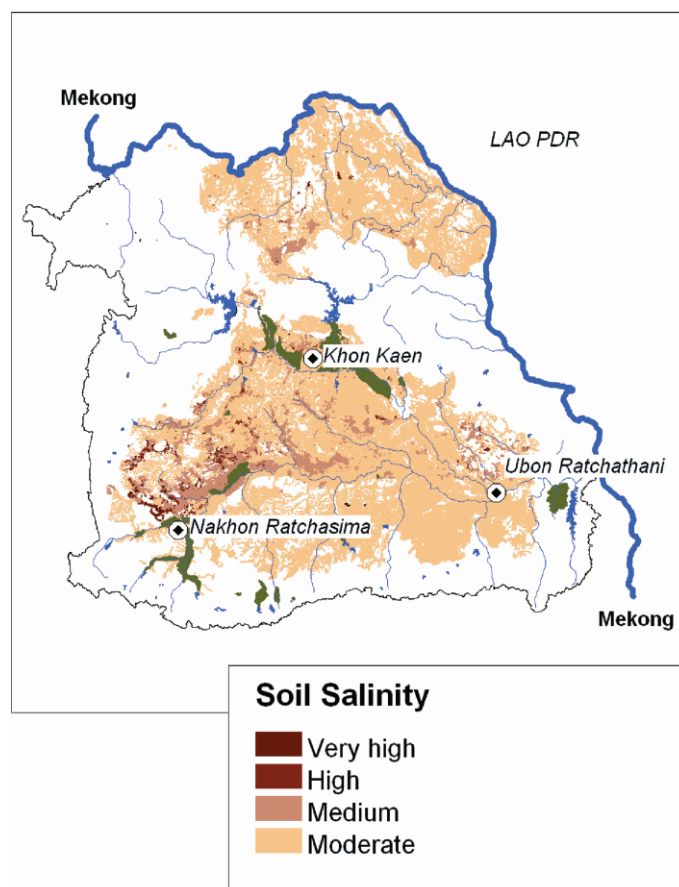 Mekong
LAO PDR
Khon Kaen
Ubon Ratchathani
Nakhon Ratchasima
Mekong
Soil Salinity
Very high
High
Medium
Moderate